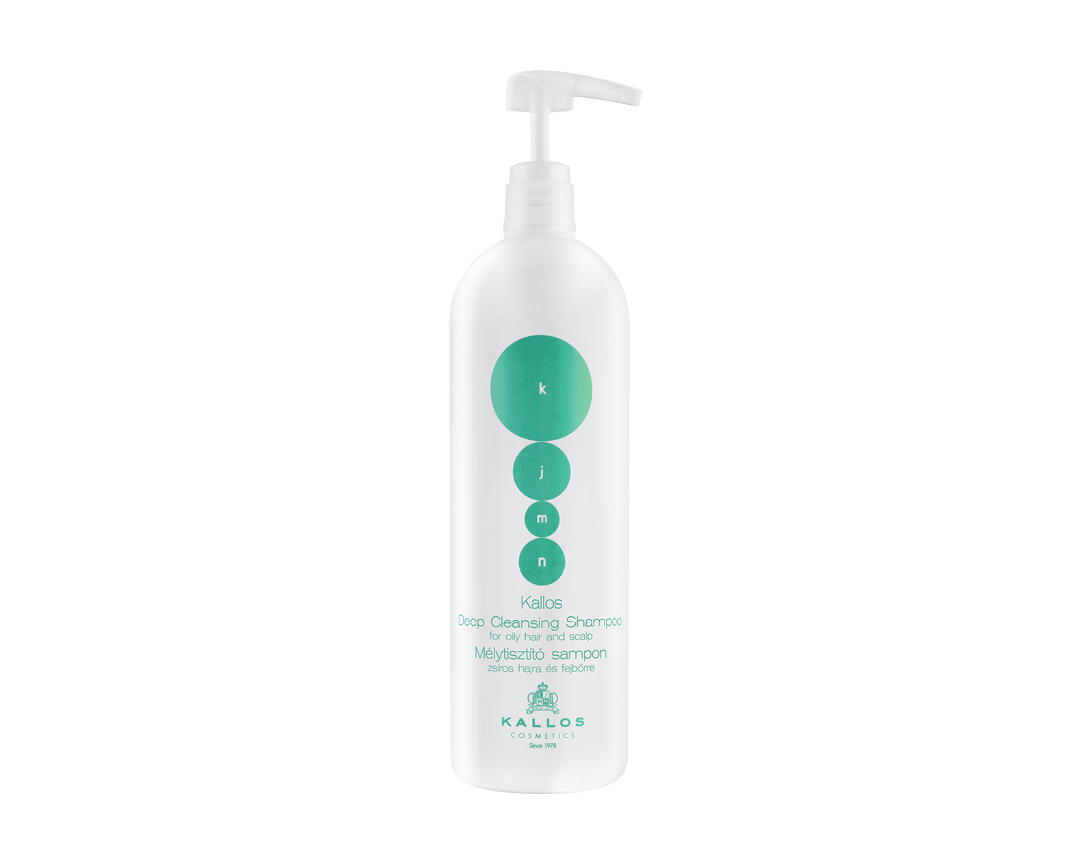 k
j
m
n
Kallos
Deep Cleansing Shampoo
for oily hair and scalp
Mélytisztító sampon
zsíros hajra és fejbőrre
KALLOS
COSMETICS
Since 1978